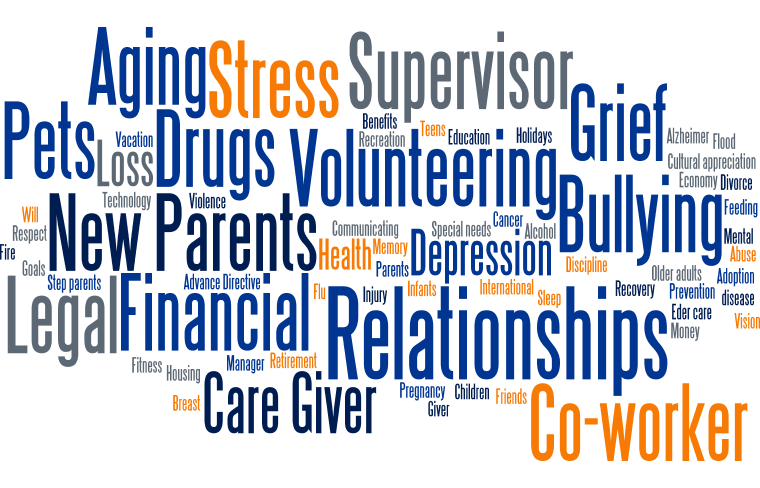 Aging
Stress
Supervisor
Pets
Vacation
Loss
Drugs
Benefits
Recreation
Teens
Education
Holidays
Grief
Alzheimer
Flood
Cultural appreciation
Economy
Divorce
Volunteering
Bullying
Feeding
Technology
Violence
Will
Respect
Fire
Goals
New Parents
Communicating
Special needs
Cancer
Alcohol
Mental
Abuse
Health
Memory
Parents
Depression
Discipline
Older adults
Adoption
Step parents
Advance Directive
Flu
Injury
Infants
International
Sleep
Recovery
Prevention
disease
Eder care
Money
Vision
Legal
Financial
Relationships
Fitness
Housing
Manager
Retirement
Breast
Care Giver
Pregnancy
Giver
Children
Friends
Co-worker